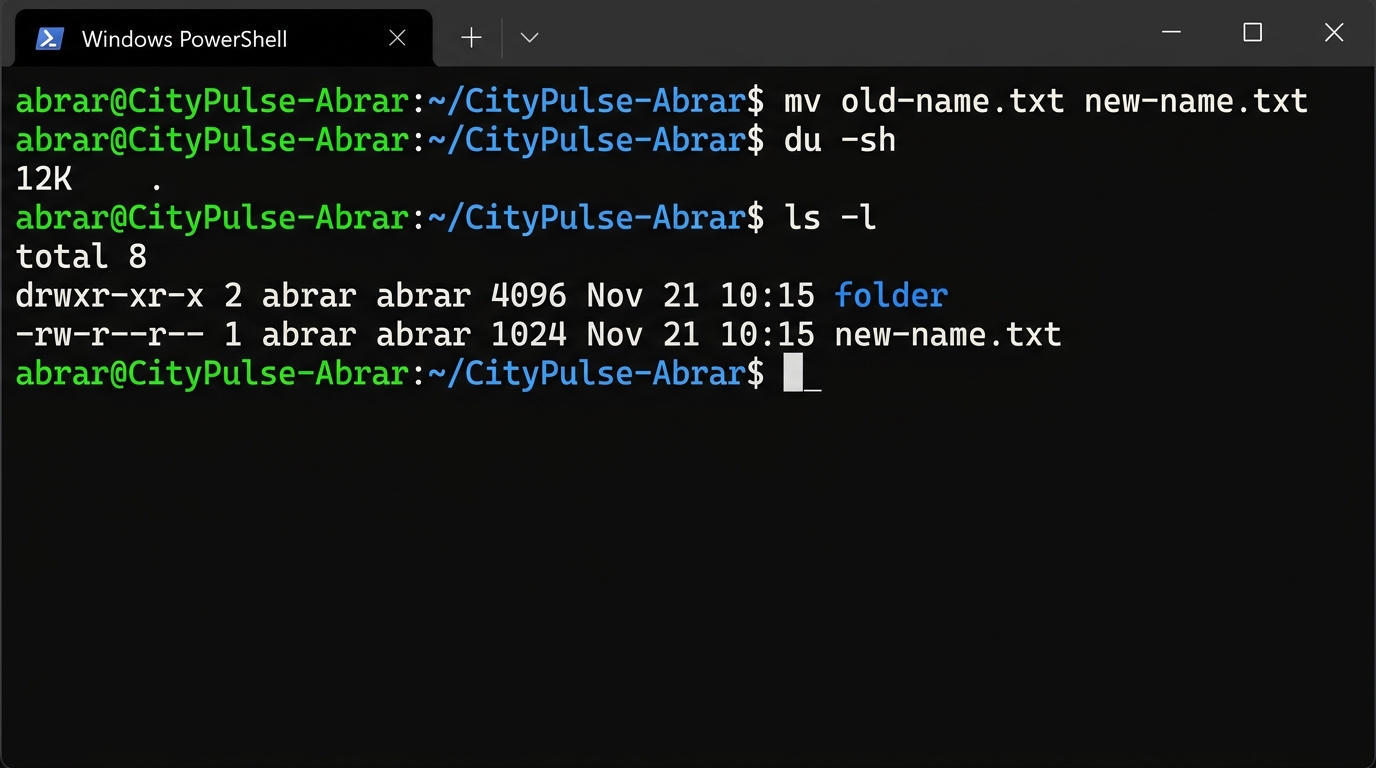 Windows PowerShell
abrar@CityPulse-Abrar:~/CityPulse-Abrar$ mv old-name.txt new-name.txt
abrar@CityPulse-Abrar:~/CityPulse-Abrar$ du -sh
12K    .
abrar@CityPulse-Abrar:~/CityPulse-Abrar$ ls -l
total 8
drwxr-xr-x 2 abrar abrar 4096 Nov 21 10:15 folder
-rw-r--r-- 1 abrar abrar 1024 Nov 21 10:15 new-name.txt
abrar@CityPulse-Abrar:~/CityPulse-Abrar$ _